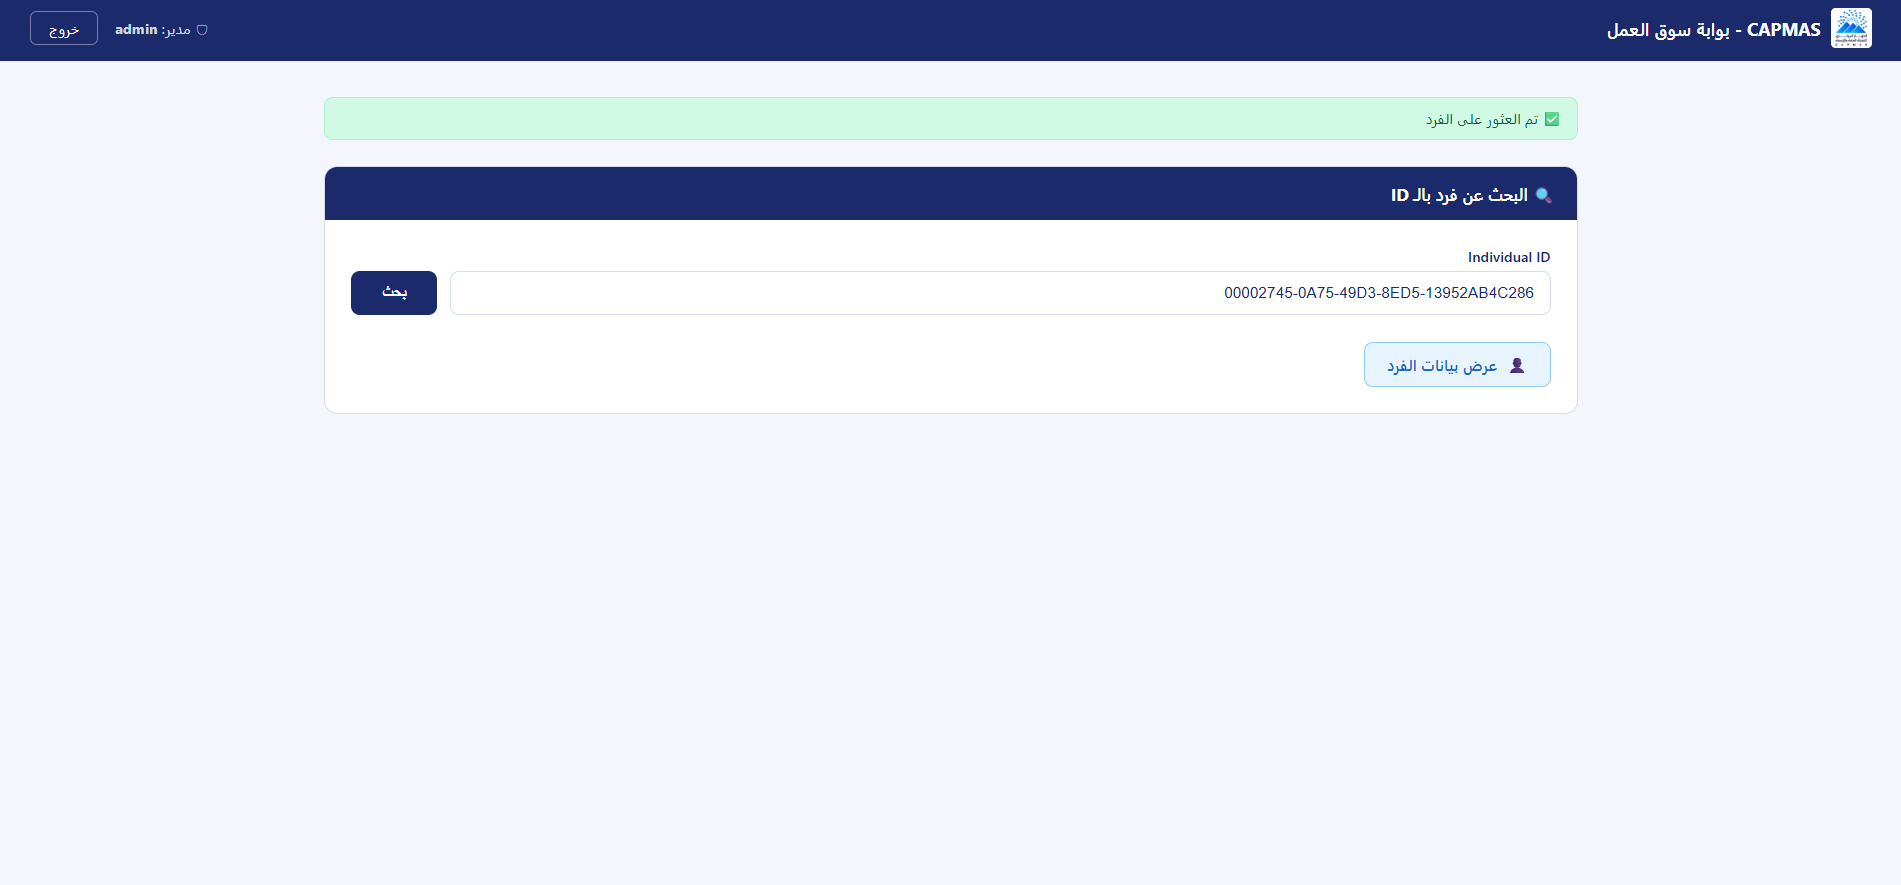 CAPMAS - بوابة سوق العمل
مدير: admin
خروج
تم العثور على الفرد
البحث عن فرد بالـ ID
Individual ID
00002745-0A75-49D3-8ED5-13952AB4C286
بحث
عرض بيانات الفرد